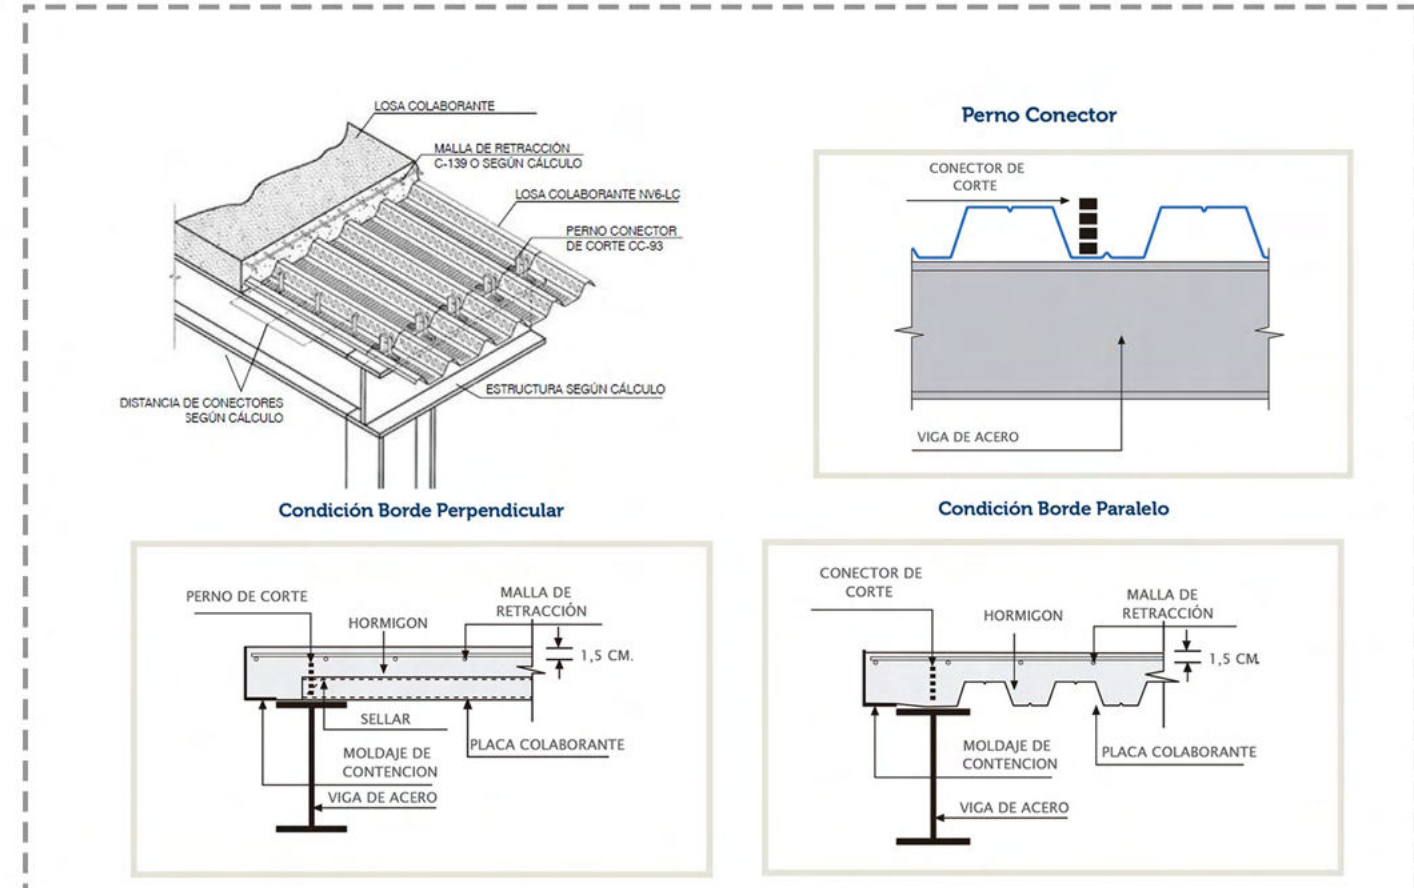 LOSA COLABORANTE
MALLA DE RETRACCIÓN
C-139 O SEGÚN CÁLCULO
LOSA COLABORANTE NV6-LC
PERNO CONECTOR
DE CORTE CC-93
ESTRUCTURA SEGÚN CÁLCULO
DISTANCIA DE CONECTORES
SEGÚN CÁLCULO
Perno Conector
CONECTOR DE
CORTE
VIGA DE ACERO
Condición Borde Perpendicular
PERNO DE CORTE
HORMIGON
MALLA DE
RETRACCIÓN
1,5 CM.
SELLAR
MOLDAJE DE
CONTENCION
PLACA COLABORANTE
VIGA DE ACERO
Condición Borde Paralelo
CONECTOR DE
CORTE
HORMIGON
MALLA DE
RETRACCIÓN
1,5 CM.
MOLDAJE DE
CONTENCION
PLACA COLABORANTE
VIGA DE ACERO